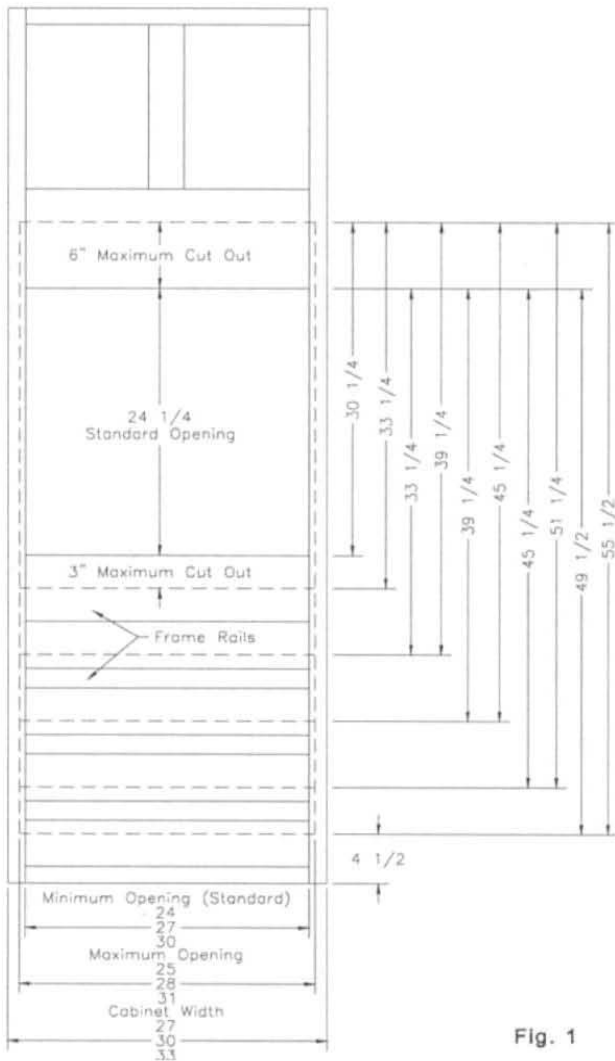 6" Maximum Cut Out
24 1/4
Standard Opening
3" Maximum Cut Out
Frame Rails
30 1/4
33 1/4
33 1/4
39 1/4
39 1/4
45 1/4
45 1/4
51 1/4
49 1/2
55 1/2
4 1/2
Minimum Opening (Standard)
24
27
30
Maximum Opening
25
28
31
Cabinet Width
27
30
33
Fig. 1